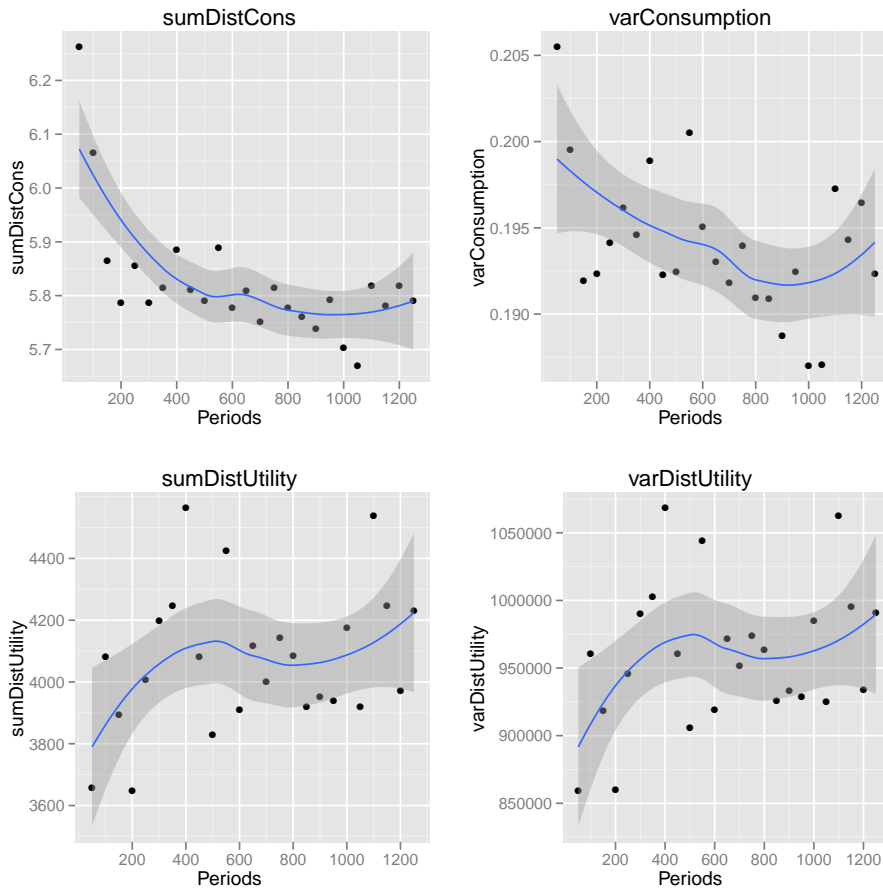 sumDistCons
6.2
6.1
6.0
5.9
5.8
5.7
sumDistCons
200 400 600 800 1000 1200
Periods
varConsumption
0.205
0.200
0.195
0.190
varConsumption
200 400 600 800 1000 1200
Periods
sumDistUtility
4400
4200
4000
3800
3600
sumDistUtility
200 400 600 800 1000 1200
Periods
varDistUtility
1050000
1000000
950000
900000
850000
varDistUtility
200 400 600 800 1000 1200
Periods